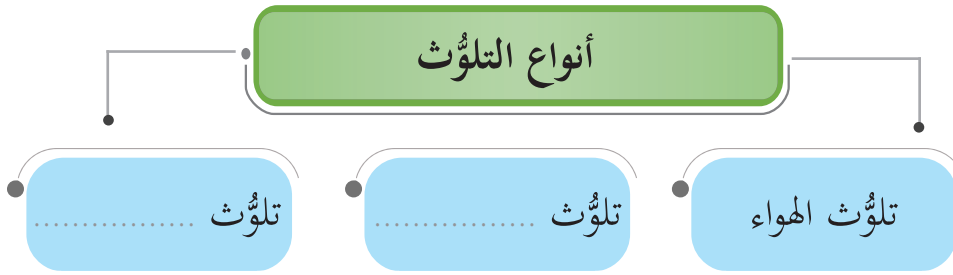 أنواع التلوُّث
تلوُّث الهواء
تلوُّث ................
تلوُّث ................